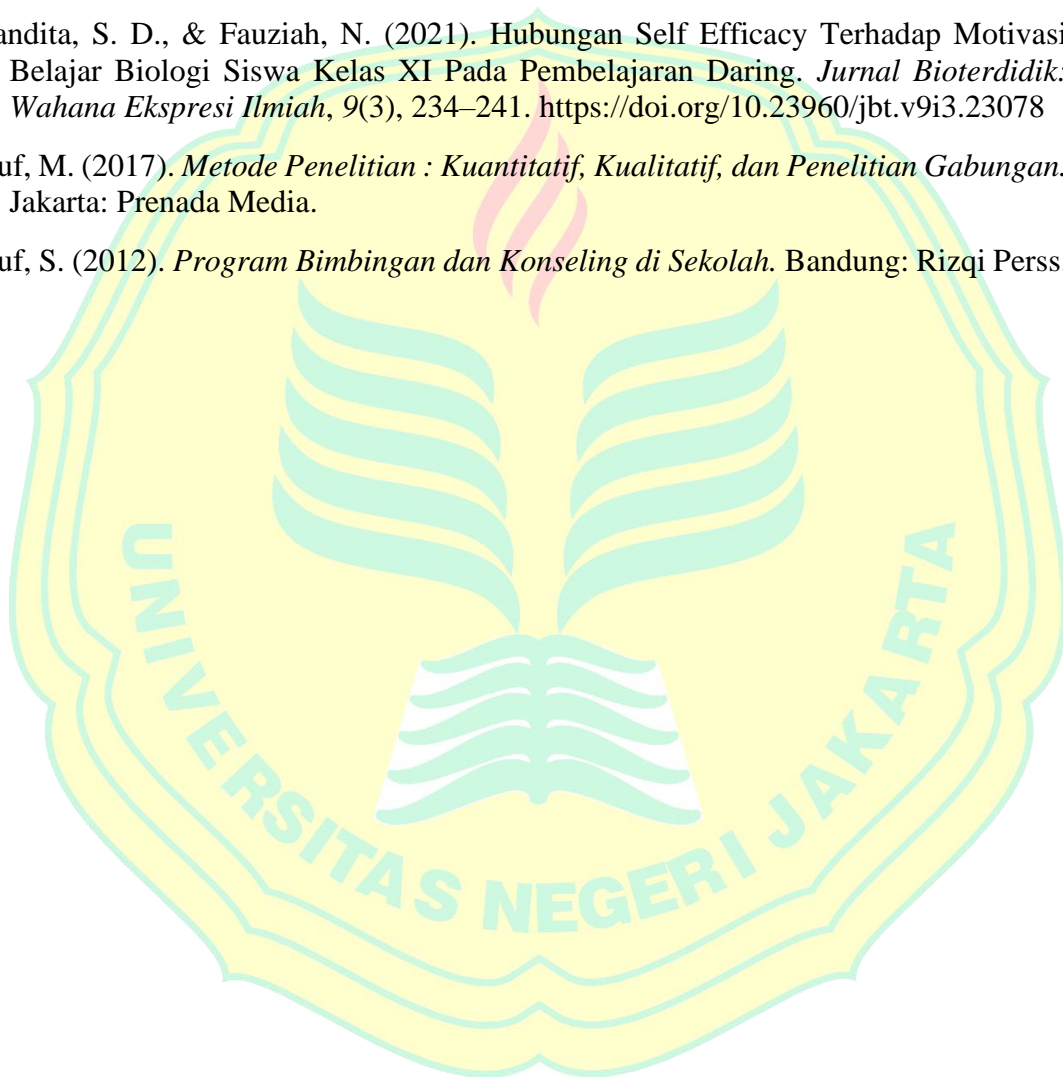 andita, S. D., & Fauziah, N. (2021). Hubungan Self Efficacy Terhadap Motivasi
Belajar Biologi Siswa Kelas XI Pada Pembelajaran Daring. Jurnal Bioterdidik:
Wahana Ekspresi Ilmiah, 9(3), 234–241. https://doi.org/10.23960/jbt.v9i3.23078
uf, M. (2017). Metode Penelitian : Kuantitatif, Kualitatif, dan Penelitian Gabungan.
Jakarta: Prenada Media.
uf, S. (2012). Program Bimbingan dan Konseling di Sekolah. Bandung: Rizqi Perss
UNIVERSITAS NEGERI JAKARTA